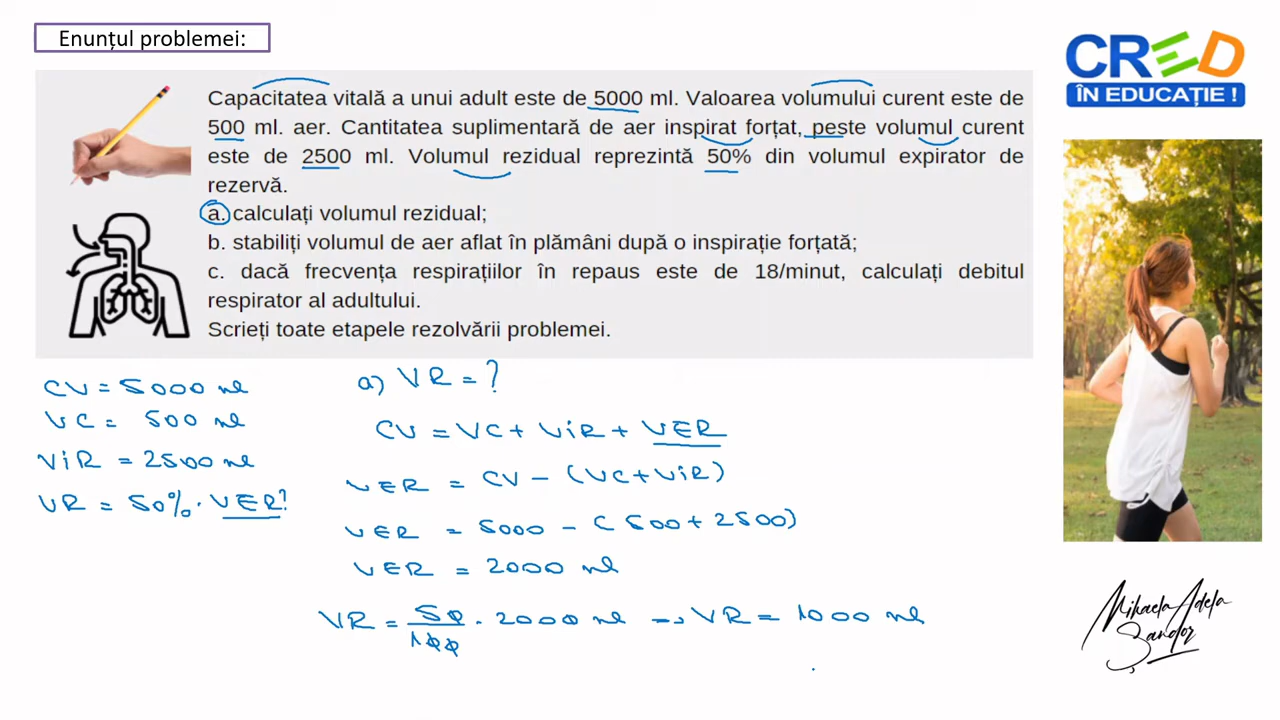 Enunțul problemei:
CRED
ÎN EDUCAȚIE !
Capacitatea vitală a unui adult este de 5000 ml. Valoarea volumului curent este de
500 ml. aer. Cantitatea suplimentară de aer inspirat forțat, peste volumul curent
este de 2500 ml. Volumul rezidual reprezintă 50% din volumul expirator de
rezervă.
a. calculați volumul rezidual;
b. stabiliți volumul de aer aflat în plămâni după o inspirație forțată;
c. dacă frecvența respirațiilor în repaus este de 18/minut, calculați debitul
respirator al adultului.
Scrieți toate etapele rezolvării problemei.
CV = 5000 ml
VC = 500 ml
ViR = 2500 ml
VR = 50% · VER?
a) VR = ?
CV = VC + ViR + VER
VER = CV - (VC + ViR)
VER = 5000 - (500 + 2500)
VER = 2000 ml
VR = 50/100 · 2000 ml => VR = 1000 ml
Mihaela Adela
Șandor